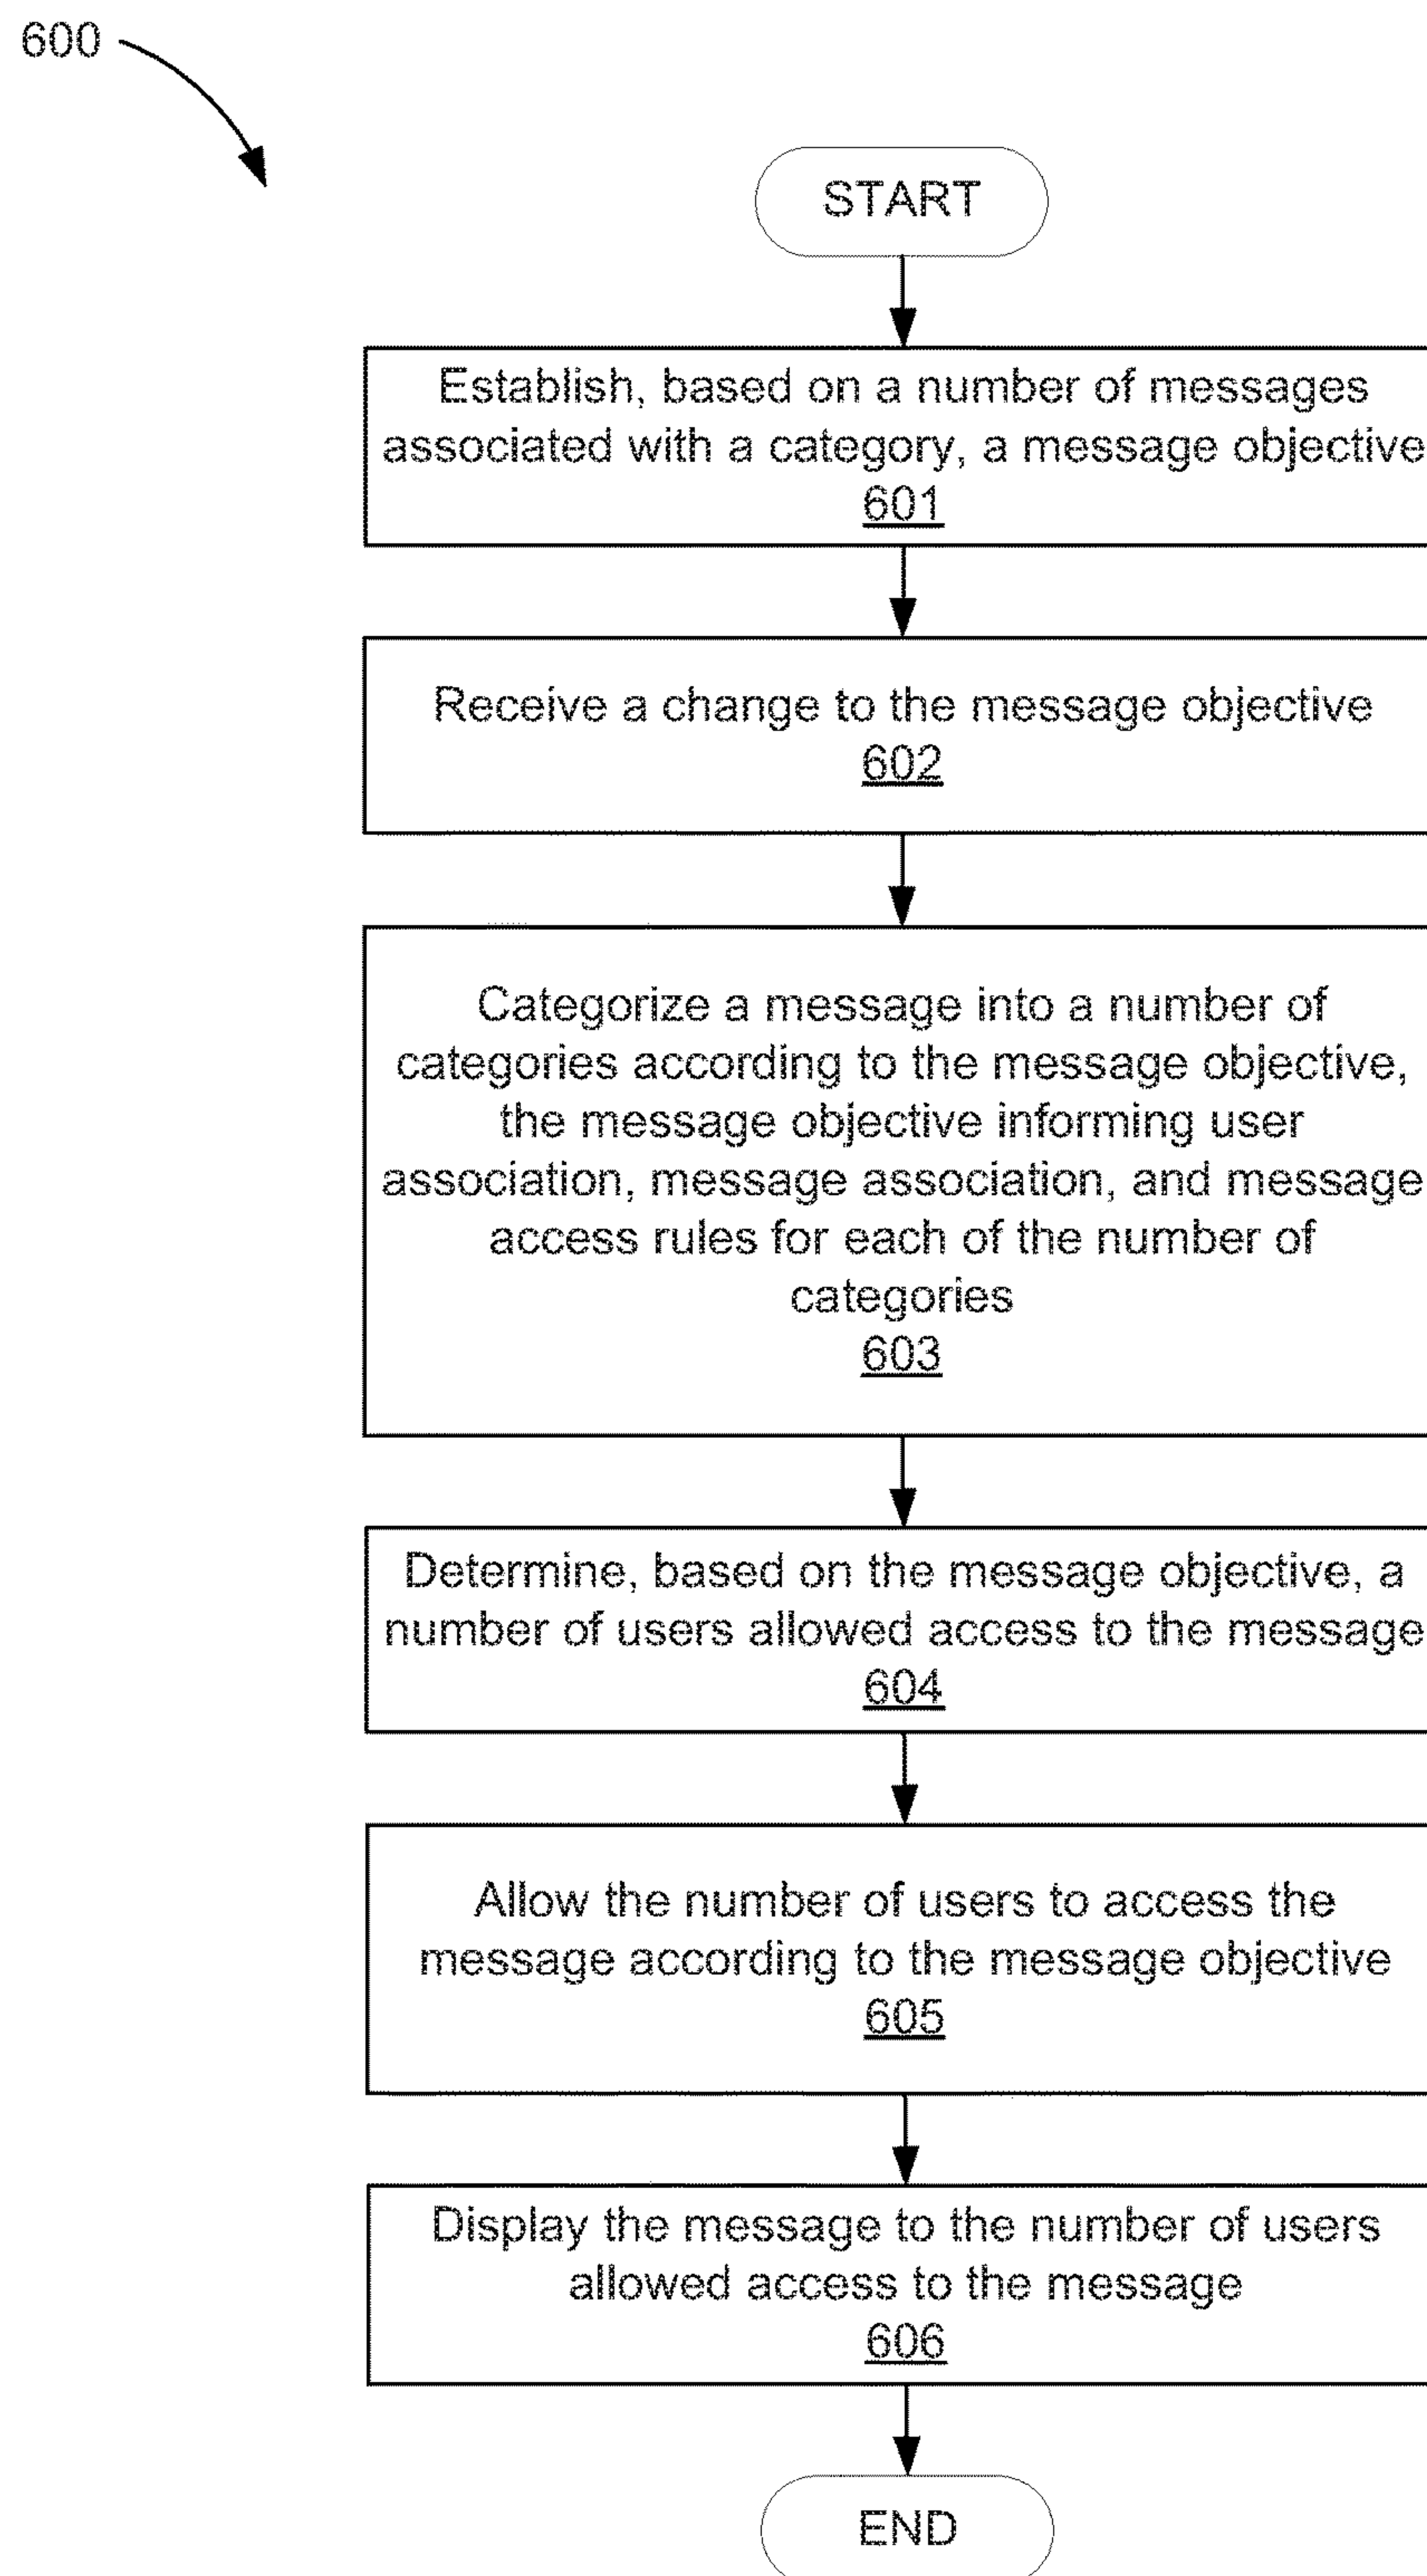 600
START
Establish, based on a number of messages
associated with a category, a message objective
601
Receive a change to the message objective
602
Categorize a message into a number of
categories according to the message objective,
the message objective informing user
association, message association, and message
access rules for each of the number of
categories
603
Determine, based on the message objective, a
number of users allowed access to the message
604
Allow the number of users to access the
message according to the message objective
605
Display the message to the number of users
allowed access to the message
606
END